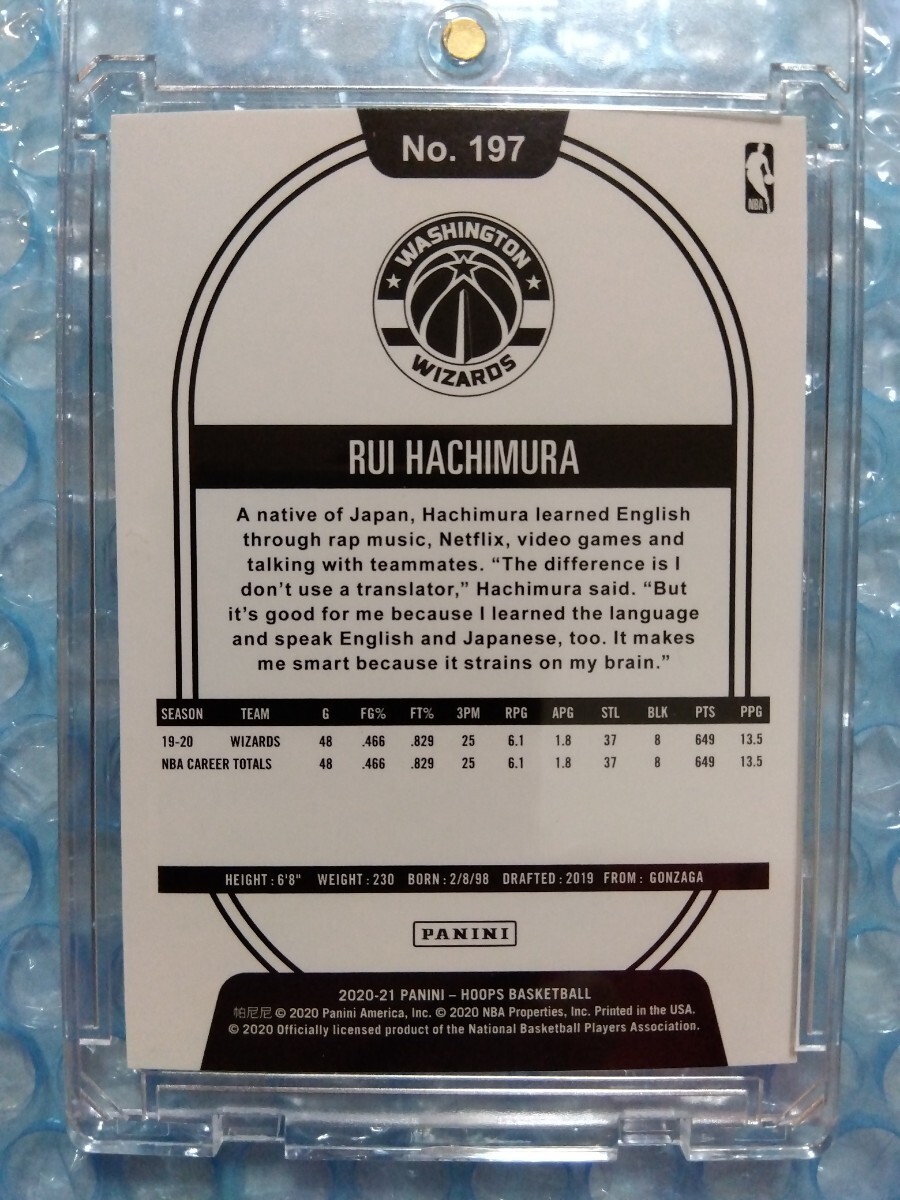 No. 197
NBA
WASHINGTON
WIZARDS
RUI HACHIMURA
A native of Japan, Hachimura learned English
through rap music, Netflix, video games and
talking with teammates. “The difference is I
don’t use a translator,” Hachimura said. “But
it’s good for me because I learned the language
and speak English and Japanese, too. It makes
me smart because it strains on my brain.”
SEASON TEAM G FG% FT% 3PM RPG APG STL BLK PTS PPG
19-20 WIZARDS 48 .466 .829 25 6.1 1.8 37 8 649 13.5
NBA CAREER TOTALS 48 .466 .829 25 6.1 1.8 37 8 649 13.5
HEIGHT: 6'8" WEIGHT: 230 BORN: 2/8/98 DRAFTED: 2019 FROM: GONZAGA
PANINI
2020-21 PANINI – HOOPS BASKETBALL
帕尼尼 © 2020 Panini America, Inc. © 2020 NBA Properties, Inc. Printed in the USA.
© 2020 Officially licensed product of the National Basketball Players Association.